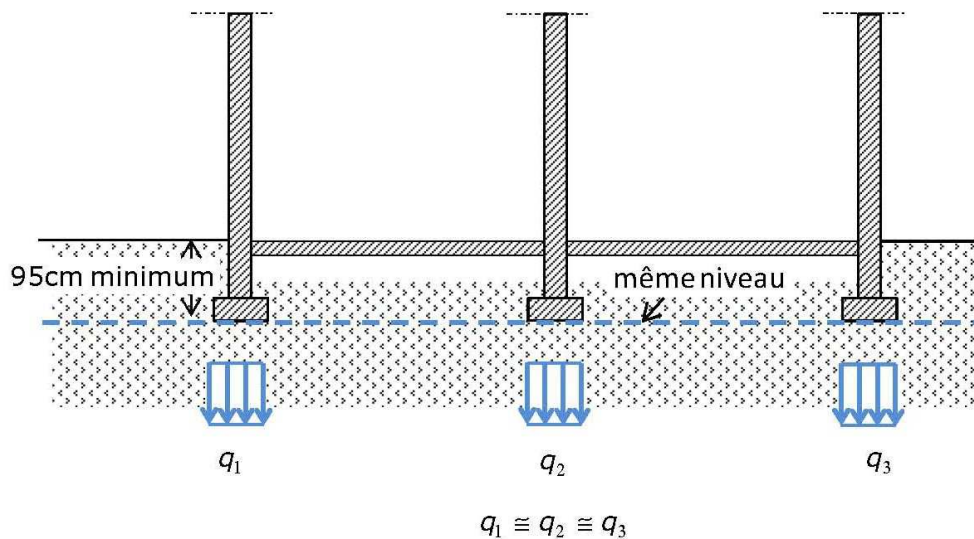 95cm minimum
même niveau
q₁
q₂
q₃
q₁ ≅ q₂ ≅ q₃